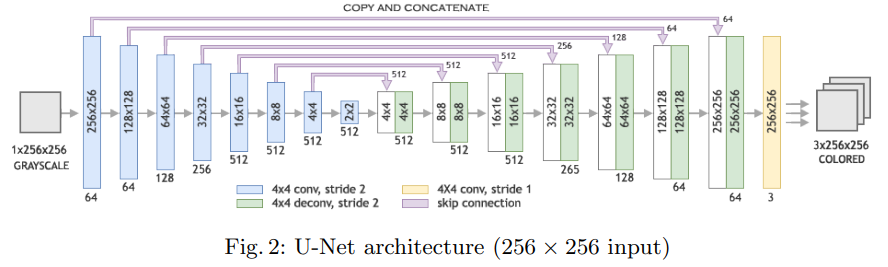 COPY AND CONCATENATE
64
64
128
256
512
512
512
512
1x256x256
GRAYSCALE
256x256
64
128x128
64
64x64
128
32x32
256
16x16
512
8x8
512
4x4
512
2x2
512
4x4 4x4
512
8x8 8x8
512
16x16 16x16
512
32x32 32x32
265
64x64 64x64
128
128x128 128x128
64
256x256 256x256
64
256x256
3
3x256x256
COLORED
4x4 conv, stride 2
4X4 conv, stride 1
4x4 deconv, stride 2
skip connection
Fig. 2: U-Net architecture (256 × 256 input)